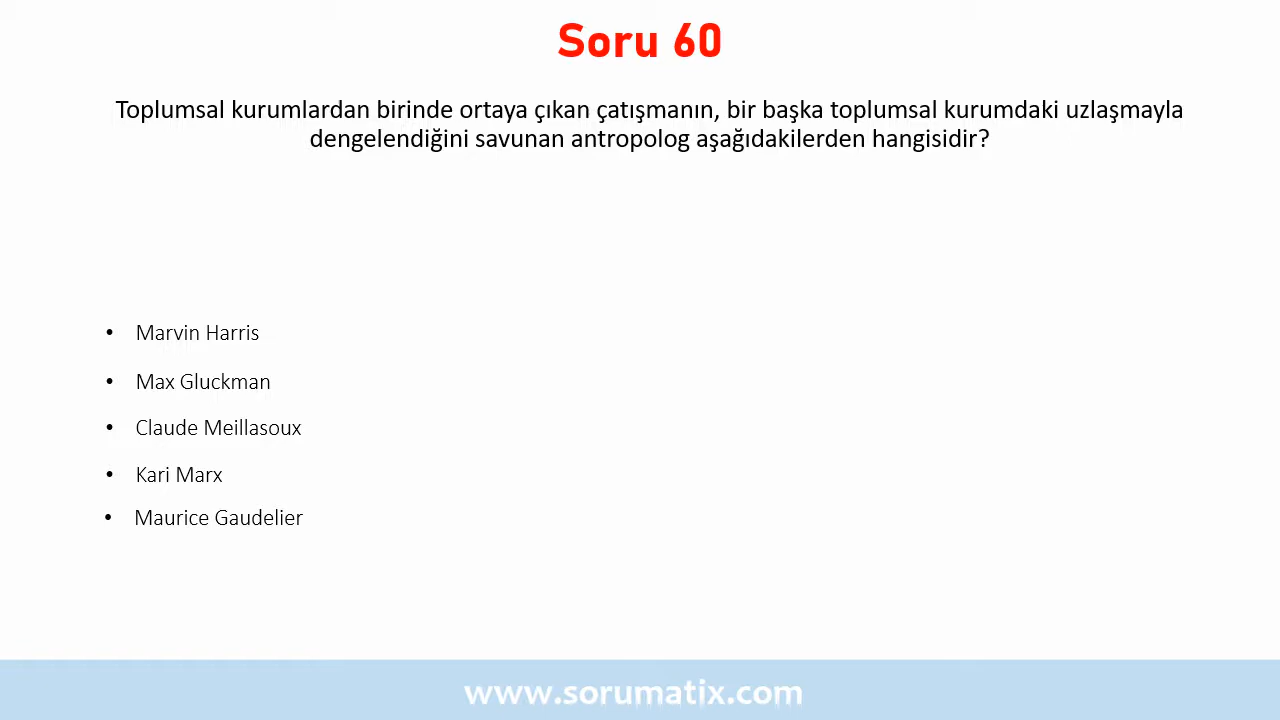 Soru 60
Toplumsal kurumlardan birinde ortaya çıkan çatışmanın, bir başka toplumsal kurumdaki uzlaşmayla
dengelendiğini savunan antropolog aşağıdakilerden hangisidir?
• Marvin Harris
• Max Gluckman
• Claude Meillasoux
• Kari Marx
• Maurice Gaudelier
www.sorumatix.com